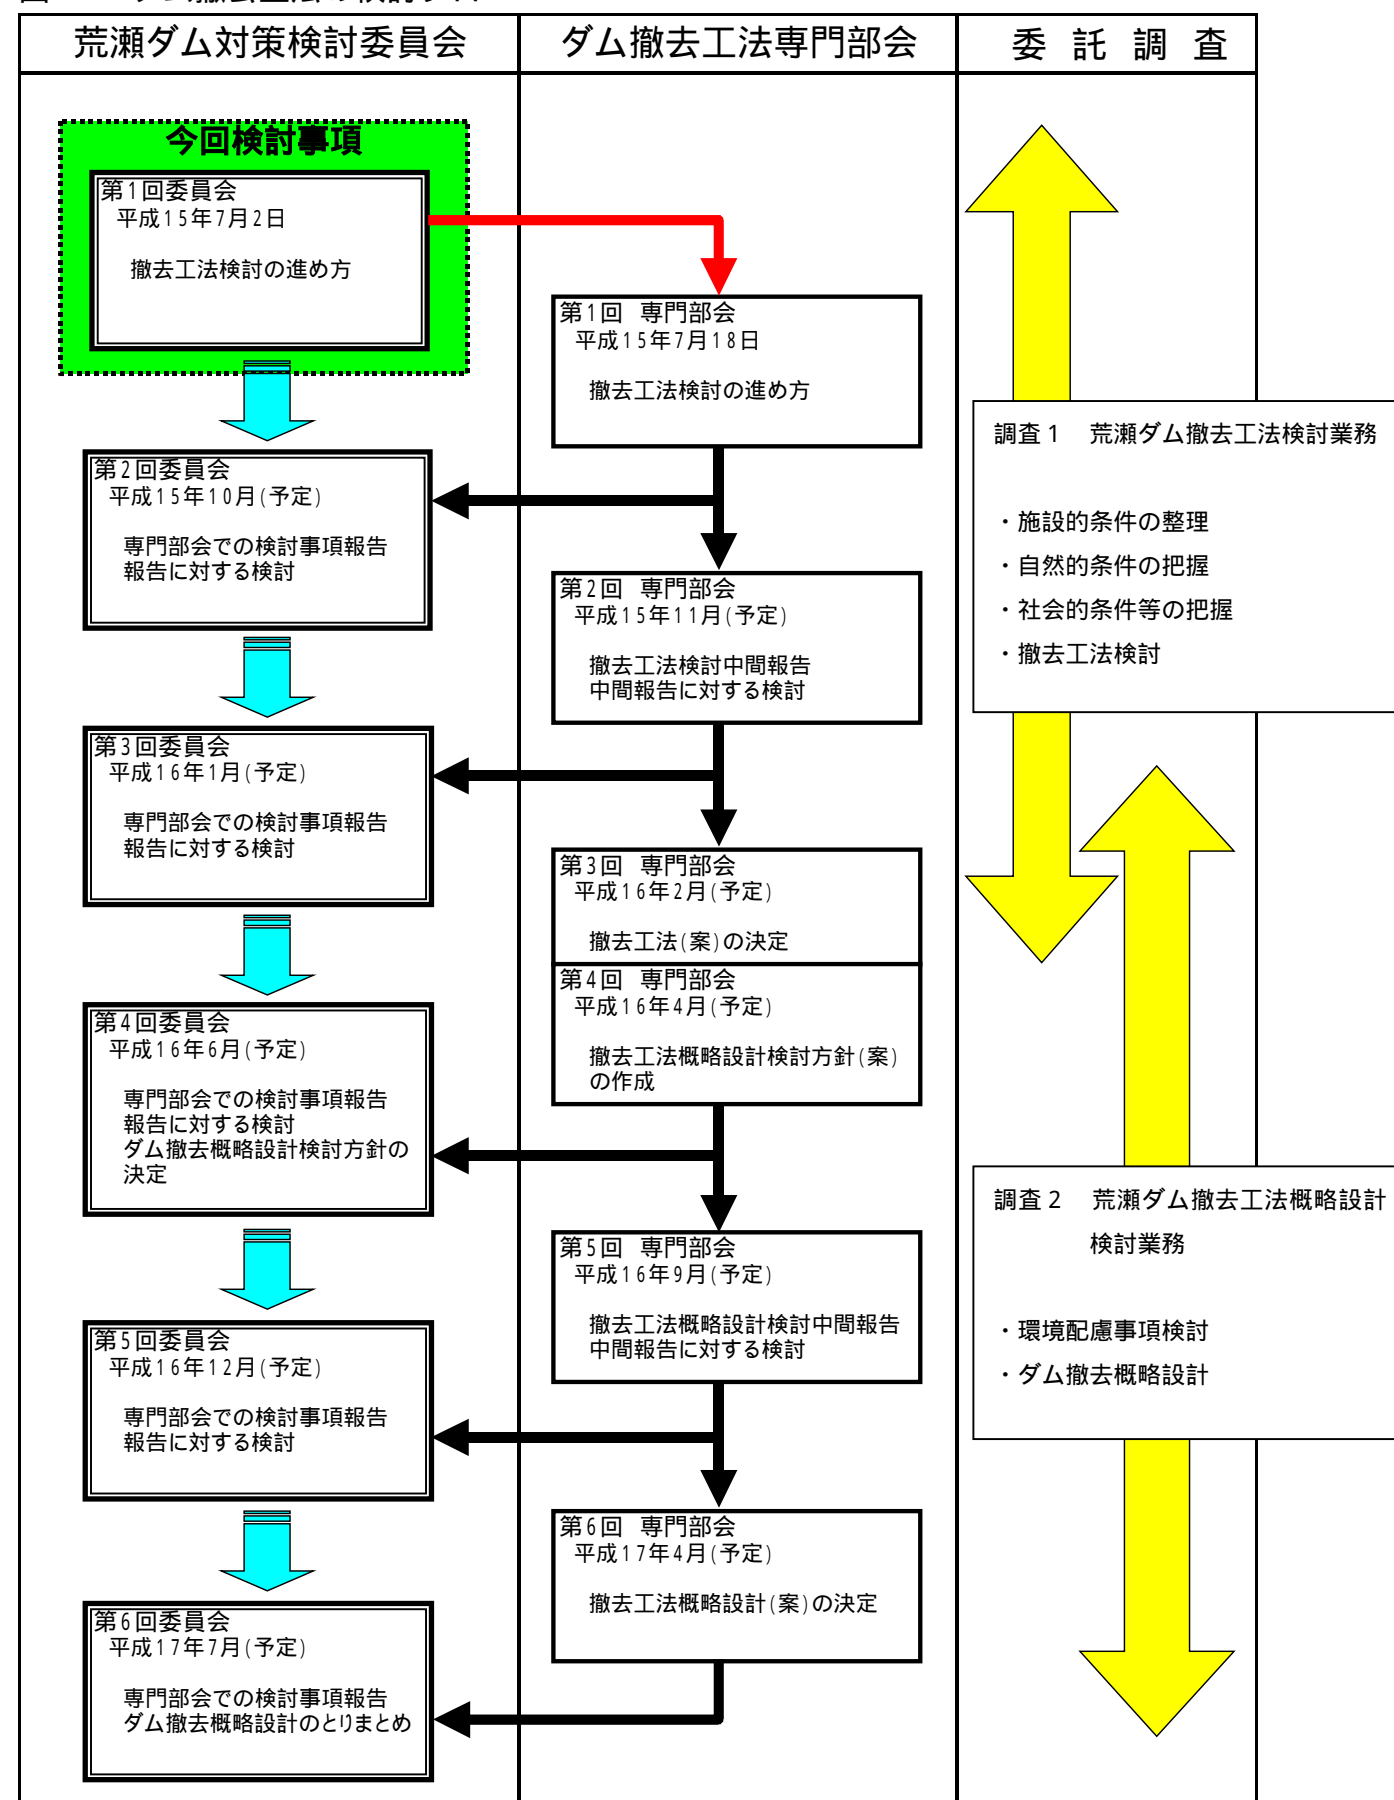 荒瀬ダム対策検討委員会
ダム撤去工法専門部会
委託調査
今回検討事項
第1回委員会
平成15年7月2日
撤去工法検討の進め方
第2回委員会
平成15年10月(予定)
専門部会での検討事項報告
報告に対する検討
第3回委員会
平成16年1月(予定)
専門部会での検討事項報告
報告に対する検討
第4回委員会
平成16年6月(予定)
専門部会での検討事項報告
報告に対する検討
ダム撤去概略設計検討方針の
決定
第5回委員会
平成16年12月(予定)
専門部会での検討事項報告
報告に対する検討
第6回委員会
平成17年7月(予定)
専門部会での検討事項報告
ダム撤去概略設計のとりまとめ
第1回 専門部会
平成15年7月18日
撤去工法検討の進め方
第2回 専門部会
平成15年11月(予定)
撤去工法検討中間報告
中間報告に対する検討
第3回 専門部会
平成16年2月(予定)
撤去工法(案)の決定
第4回 専門部会
平成16年4月(予定)
撤去工法概略設計検討方針(案)
の作成
第5回 専門部会
平成16年9月(予定)
撤去工法概略設計検討中間報告
中間報告に対する検討
第6回 専門部会
平成17年4月(予定)
撤去工法概略設計(案)の決定
調査1 荒瀬ダム撤去工法検討業務
・施設的条件の整理
・自然的条件の把握
・社会的条件等の把握
・撤去工法検討
調査2 荒瀬ダム撤去工法概略設計
検討業務
・環境配慮事項検討
・ダム撤去概略設計